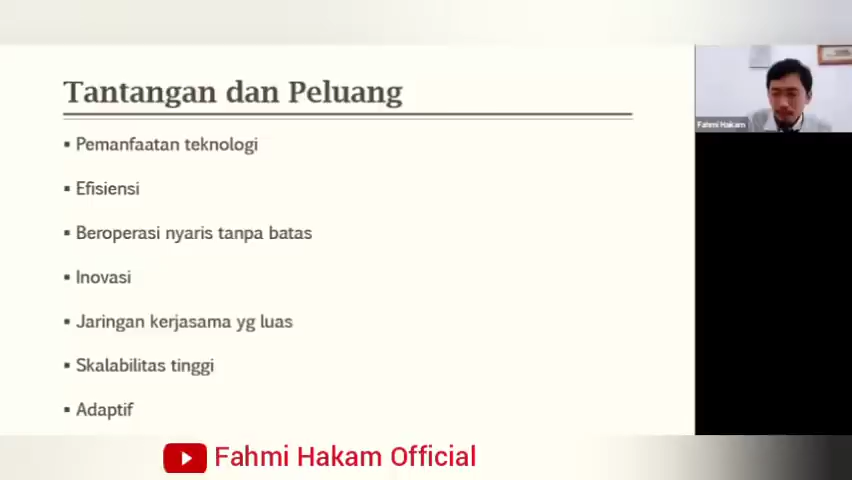 Tantangan dan Peluang
▪ Pemanfaatan teknologi
▪ Efisiensi
▪ Beroperasi nyaris tanpa batas
▪ Inovasi
▪ Jaringan kerjasama yg luas
▪ Skalabilitas tinggi
▪ Adaptif
Fahmi Hakam
Fahmi Hakam Official